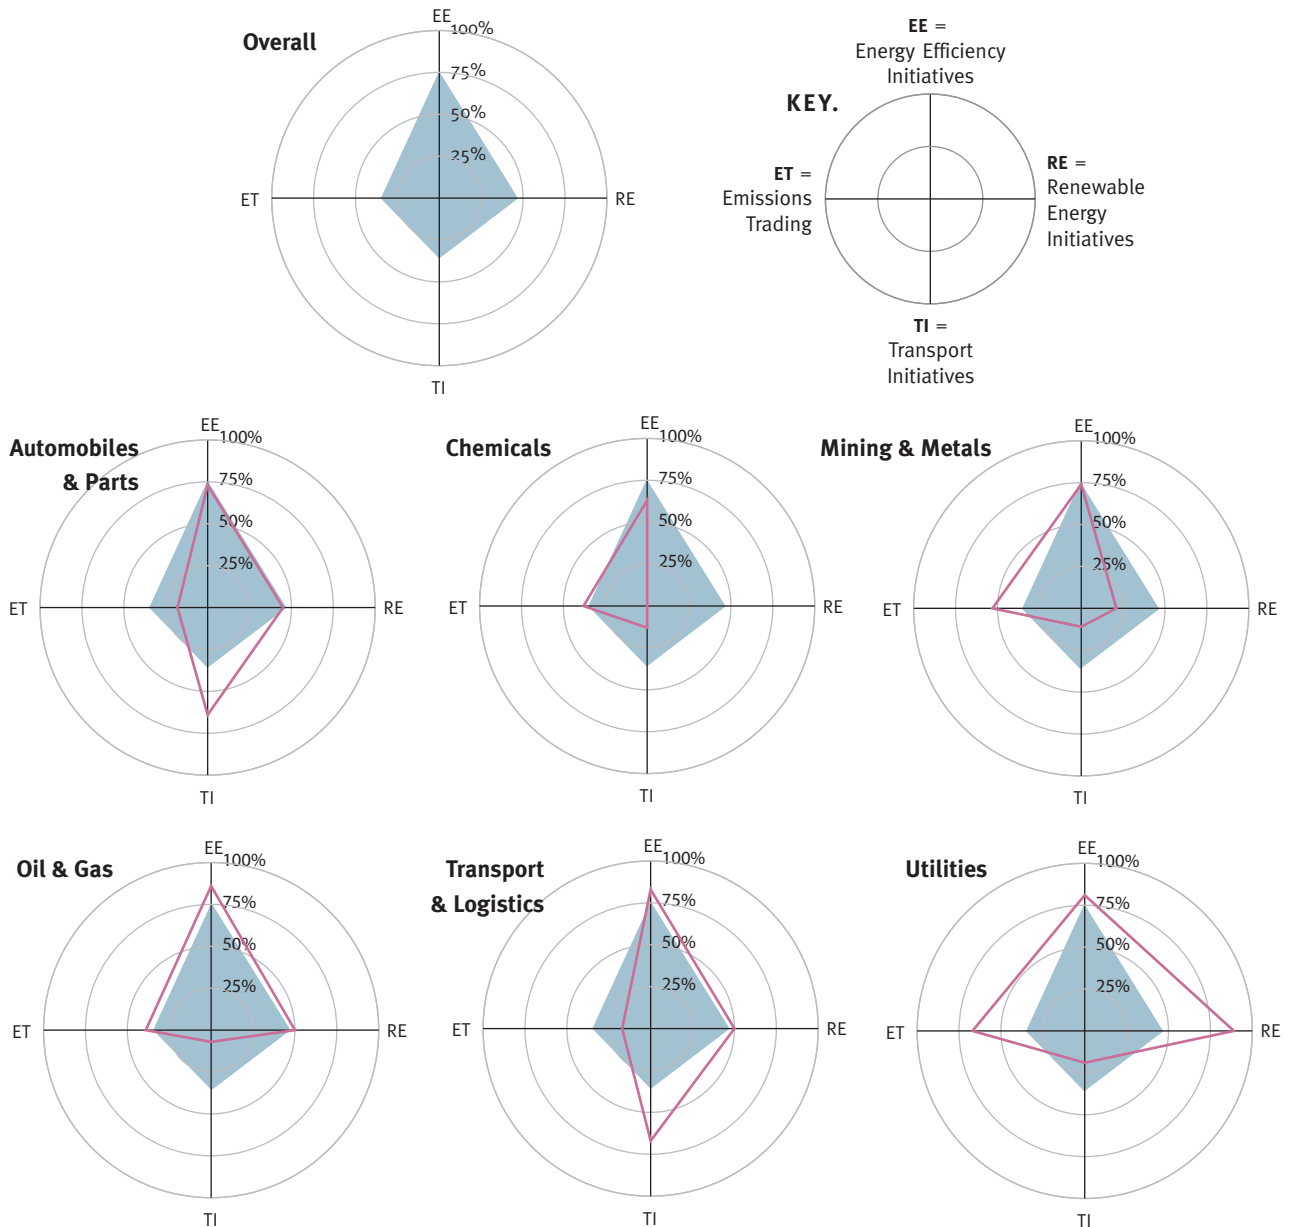 Overall
EE
100%
75%
50%
25%
ET
RE
TI
KEY.
EE =
Energy Efficiency
Initiatives
ET =
Emissions
Trading
RE =
Renewable
Energy
Initiatives
TI =
Transport
Initiatives
Automobiles
& Parts
EE
100%
75%
50%
25%
ET
RE
TI
Chemicals
EE
100%
75%
50%
25%
ET
RE
TI
Mining & Metals
EE
100%
75%
50%
25%
ET
RE
TI
Oil & Gas
EE
100%
75%
50%
25%
ET
RE
TI
Transport
& Logistics
EE
100%
75%
50%
25%
ET
RE
TI
Utilities
EE
100%
75%
50%
25%
ET
RE
TI